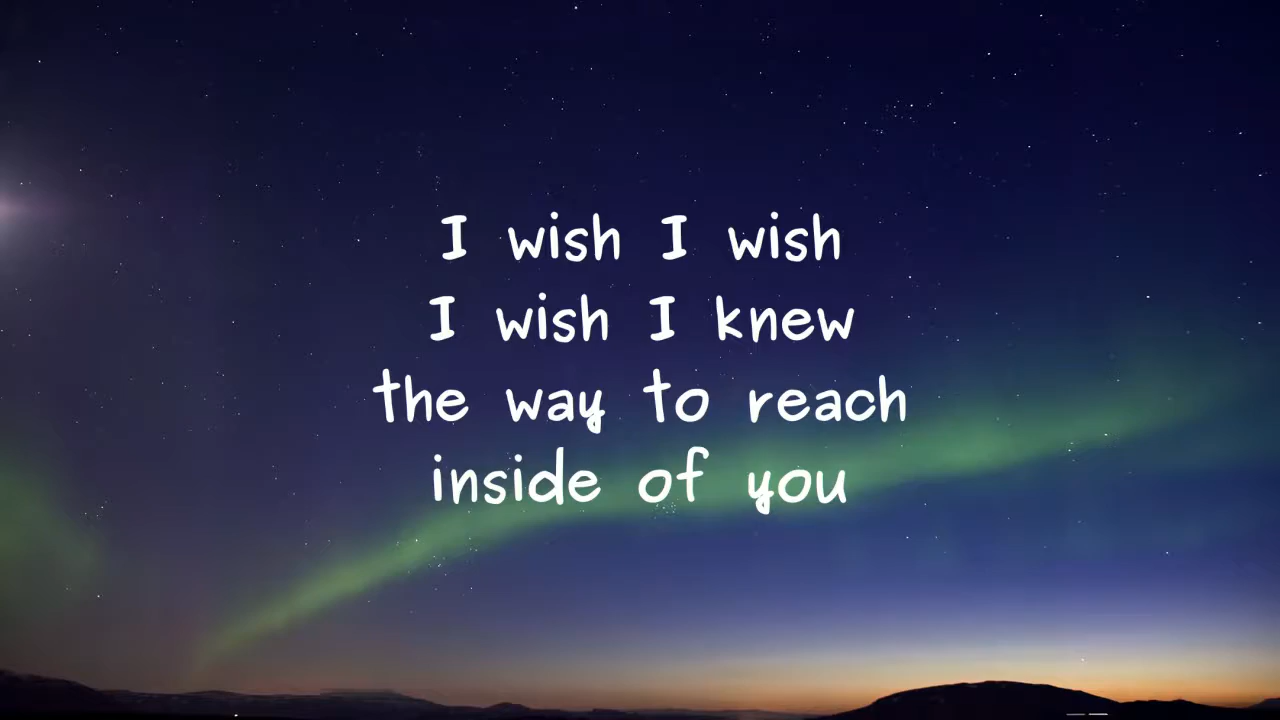 I wish I wish
I wish I knew
the way to reach
inside of you